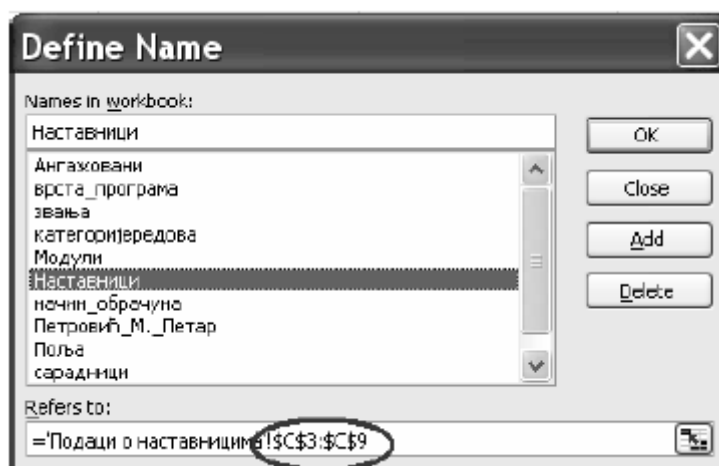 Define Name
Names in workbook:
Наставници
OK
Ангажовани
врста_програма
звања
категоријередова
Модули
Наставници
начин_обрачуна
Петровић_М._Петар
Поља
сарадници
Close
Add
Delete
Refers to:
='Подаци о наставницима'!$C$3:$C$9